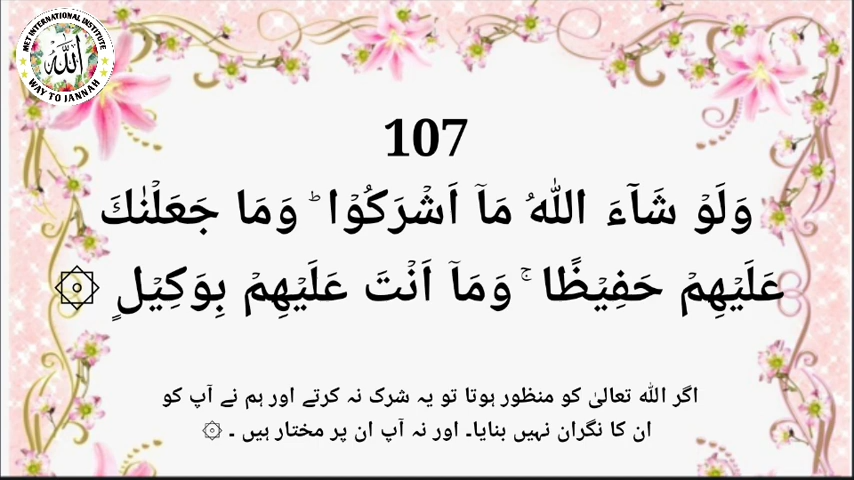 MET INTERNATIONAL INSTITUTE
الله
WAY TO JANNAH
107
وَلَوۡ شَآءَ اللّٰهُ مَاۤ اَشۡرَكُوۡا ؕ وَمَا جَعَلۡنٰكَ
عَلَيۡهِمۡ حَفِيۡظًا ۚ وَمَاۤ اَنۡتَ عَلَيۡهِمۡ بِوَكِيۡلٍ ۞
اگر اللہ تعالیٰ کو منظور ہوتا تو یہ شرک نہ کرتے اور ہم نے آپ کو
ان کا نگران نہیں بنایا۔ اور نہ آپ ان پر مختار ہیں ۔ ۞